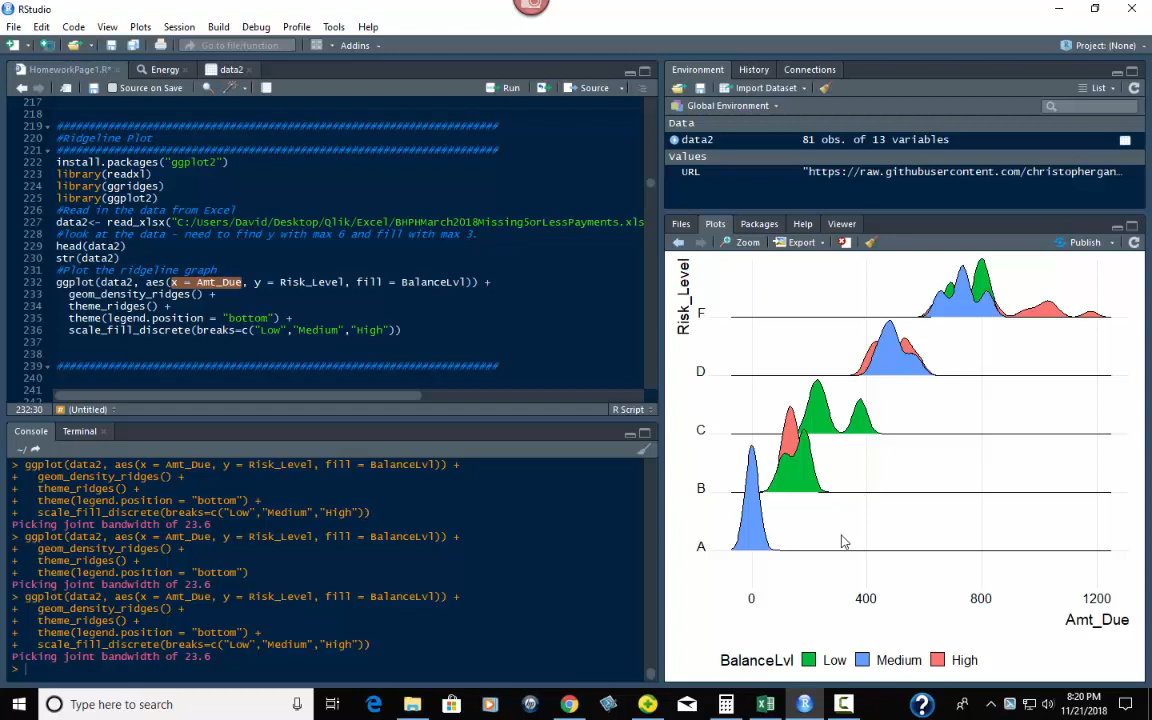 RStudio
File Edit Code View Plots Session Build Debug Profile Tools Help
Go to file/function Addins Project: (None)
HomeworkPage1.R* Energy data2
Source on Save Run Source
217
218
219 ##########################################################################
220 #Ridgeline Plot
221 ##########################################################################
222 install.packages("ggplot2")
223 library(readxl)
224 library(ggridges)
225 library(ggplot2)
226 #Read in the data from Excel
227 data2<- read_xlsx("C:/Users/David/Desktop/Qlik/Excel/BHPHMarch2018Missing5orLessPayments.xls
228 #look at the data - need to find y with max 6 and fill with max 3.
229 head(data2)
230 str(data2)
231 #Plot the ridgeline graph
232 ggplot(data2, aes(x = Amt_Due, y = Risk_Level, fill = BalanceLvl)) +
233 geom_density_ridges() +
234 theme_ridges() +
235 theme(legend.position = "bottom") +
236 scale_fill_discrete(breaks=c("Low","Medium","High"))
237
238
239 ##########################################################################
240
241
232:30 (Untitled) R Script
Console Terminal
~/
> ggplot(data2, aes(x = Amt_Due, y = Risk_Level, fill = BalanceLvl)) +
+ geom_density_ridges() +
+ theme_ridges() +
+ theme(legend.position = "bottom") +
+ scale_fill_discrete(breaks=c("Low","Medium","High"))
Picking joint bandwidth of 23.6
> ggplot(data2, aes(x = Amt_Due, y = Risk_Level, fill = BalanceLvl)) +
+ geom_density_ridges() +
+ theme_ridges() +
+ theme(legend.position = "bottom")
Picking joint bandwidth of 23.6
> ggplot(data2, aes(x = Amt_Due, y = Risk_Level, fill = BalanceLvl)) +
+ geom_density_ridges() +
+ theme_ridges() +
+ theme(legend.position = "bottom") +
+ scale_fill_discrete(breaks=c("Low","Medium","High"))
Picking joint bandwidth of 23.6
>
Environment History Connections
Import Dataset List
Global Environment
Data
data2 81 obs. of 13 variables
Values
URL "https://raw.githubusercontent.com/christophergan…
Files Plots Packages Help Viewer
Zoom Export Publish
Risk_Level
F
D
C
B
A
0 400 800 1200
Amt_Due
BalanceLvl Low Medium High
Type here to search
8:20 PM
11/21/2018